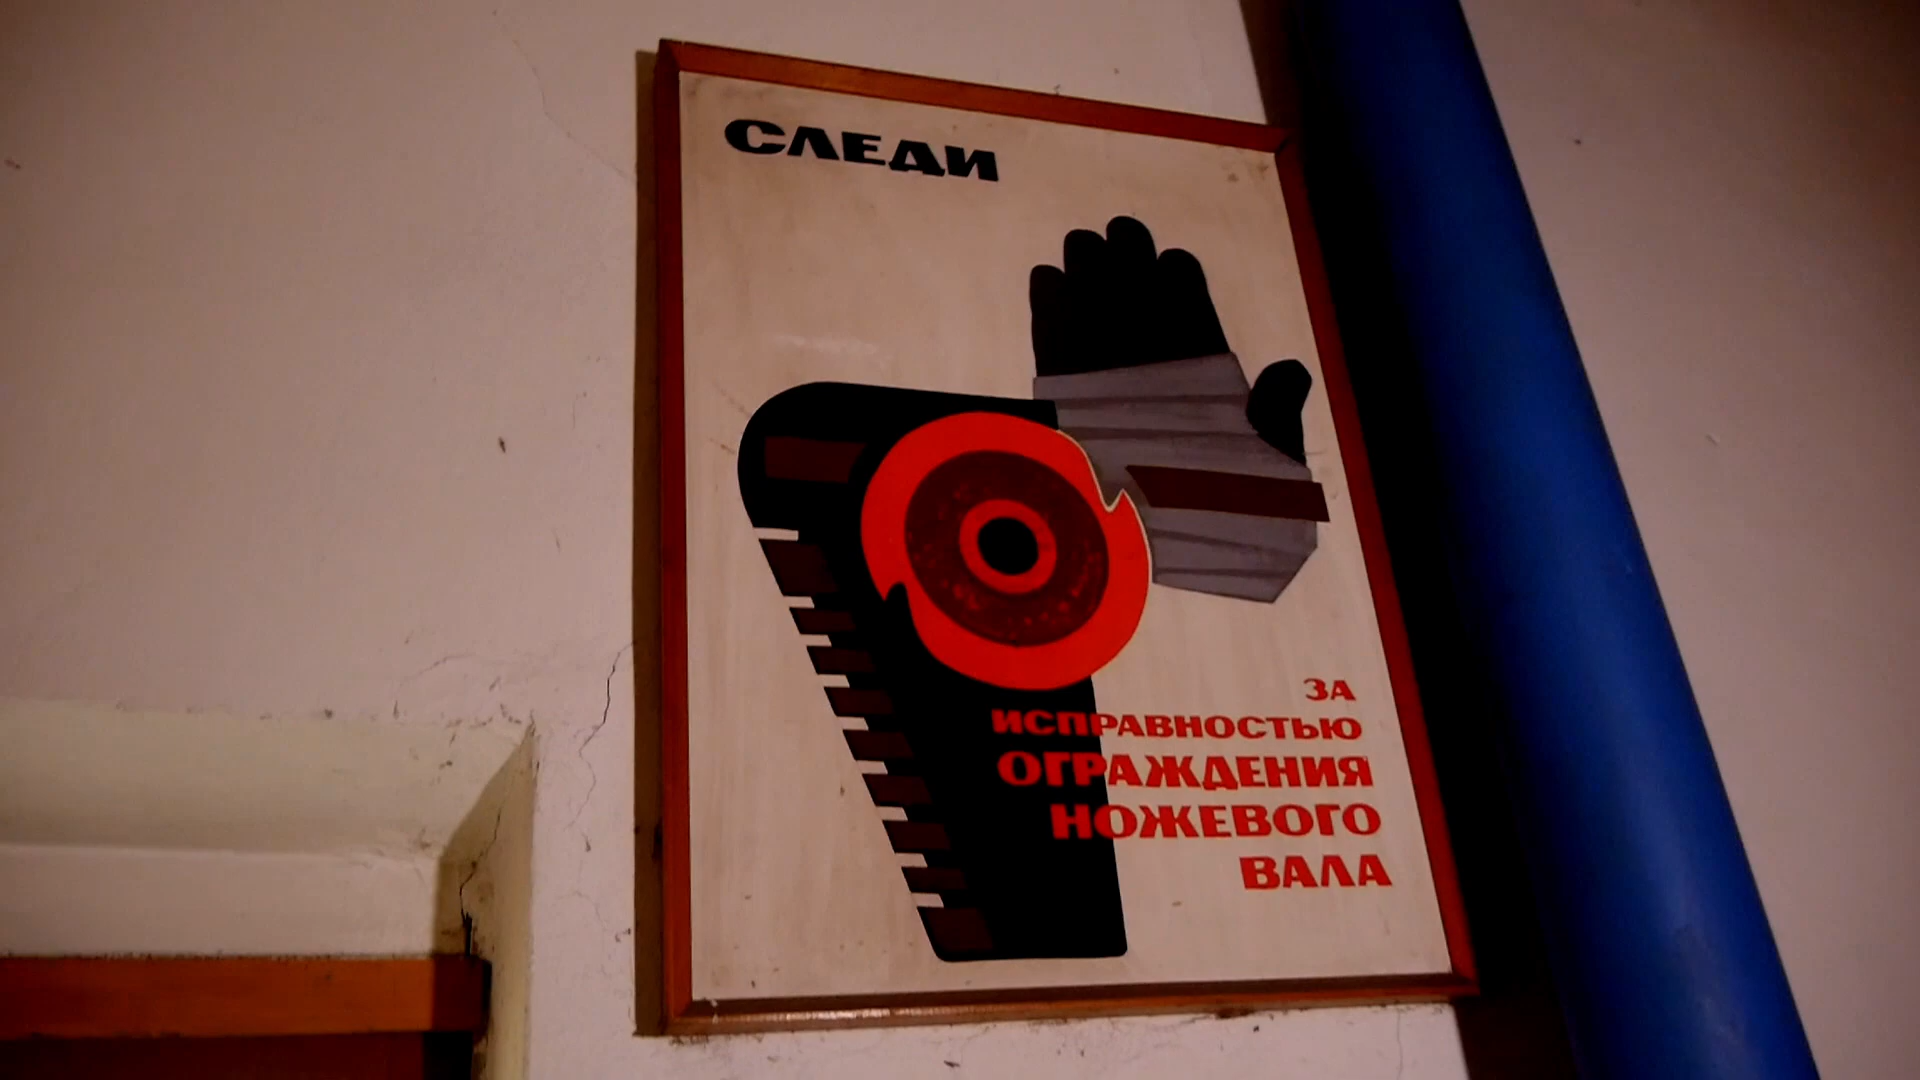 СЛЕДИ
ЗА
ИСПРАВНОСТЬЮ
ОГРАЖДЕНИЯ
НОЖЕВОГО
ВАЛА